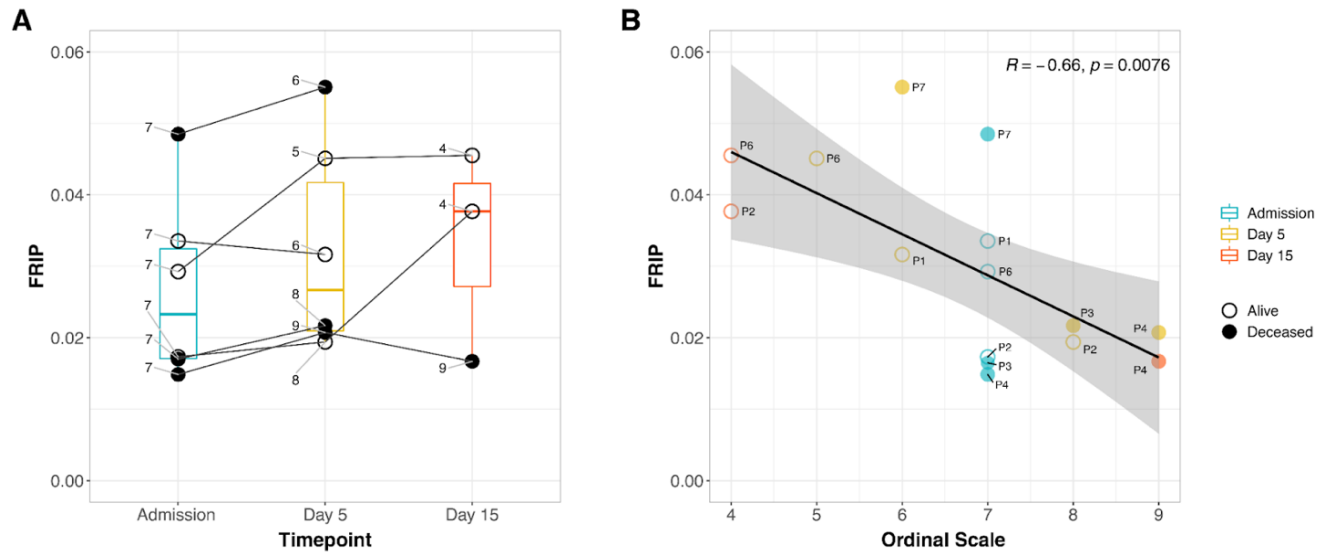 A
FRIP
0.06
0.04
0.02
0.00
7
7
7
7
7
7
6
5
6
8
9
8
4
4
9
Admission
Day 5
Day 15
Timepoint
B
FRIP
0.06
0.04
0.02
0.00
R = −0.66, p = 0.0076
P7
P7
P6
P6
P2
P1
P1
P6
P2
P3
P4
P3
P2
P4
P4
4
5
6
7
8
9
Ordinal Scale
Admission
Day 5
Day 15
Alive
Deceased